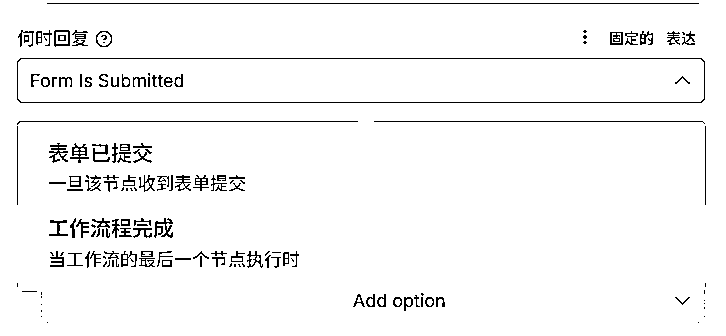 何时回复 固定的 表达
Form Is Submitted
表单已提交
一旦该节点收到表单提交
工作流程完成
当工作流的最后一个节点执行时
Add option